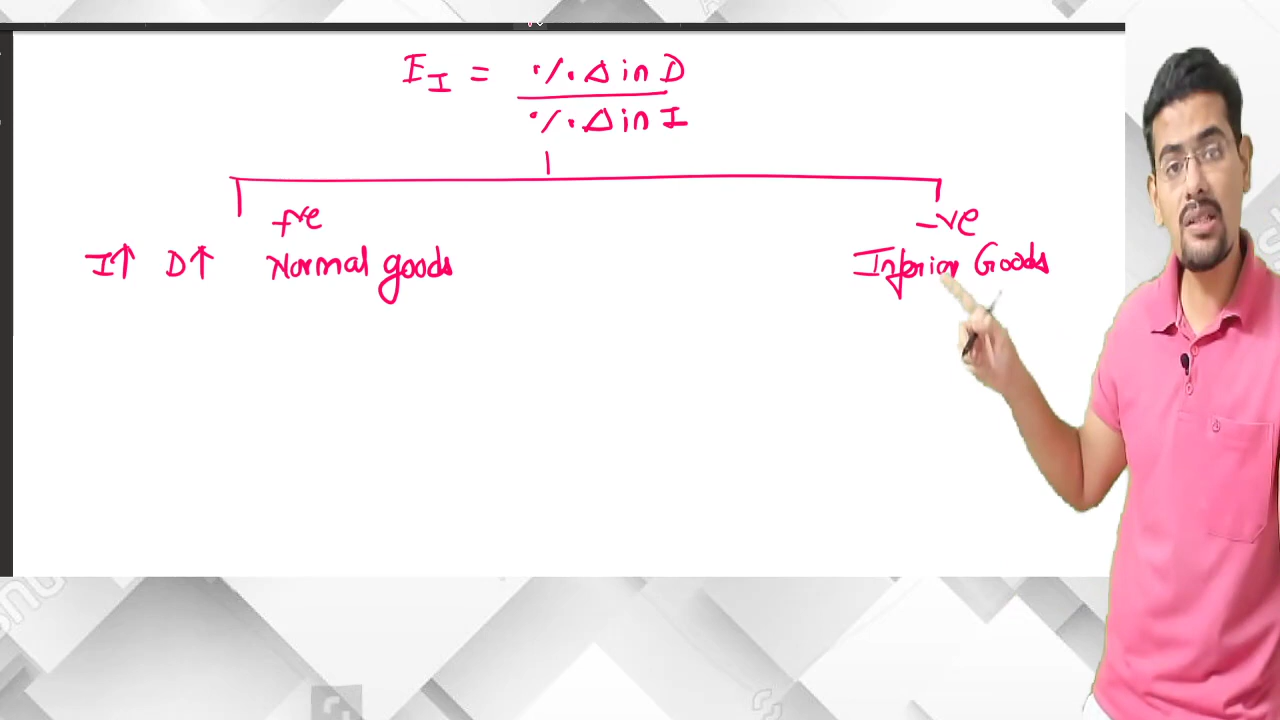 E_I = % Δ in D
% Δ in I
+ve
-ve
I↑ D↑ Normal goods
Inferior Goods